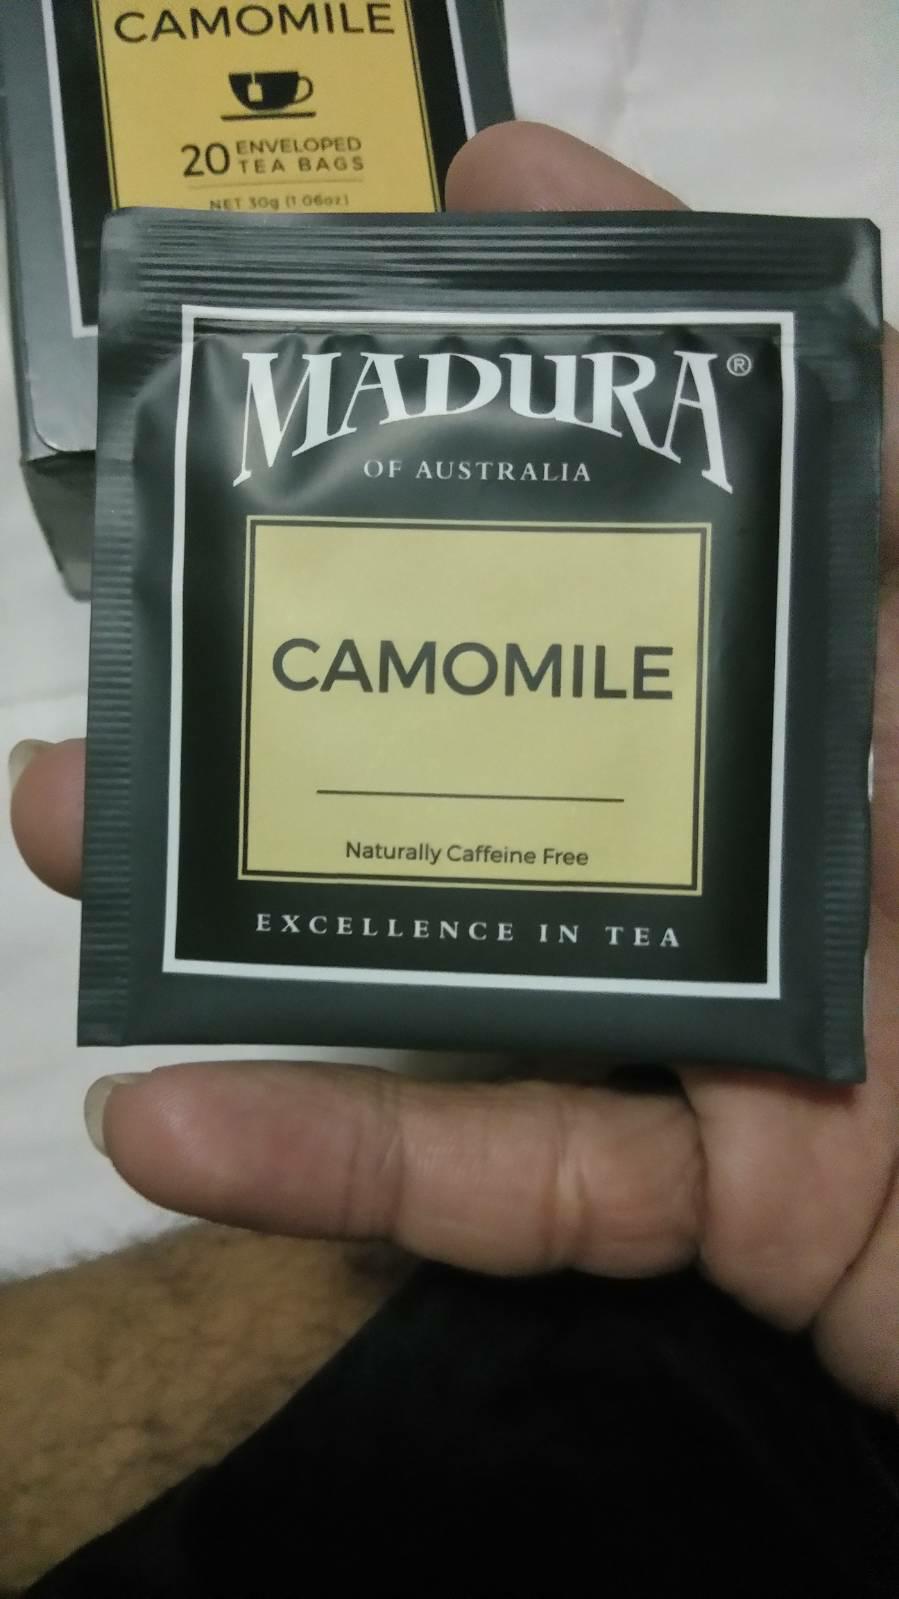 CAMOMILE
20 ENVELOPED
TEA BAGS
NET 30g (1.06oz)
MADURA®
OF AUSTRALIA
CAMOMILE
Naturally Caffeine Free
EXCELLENCE IN TEA